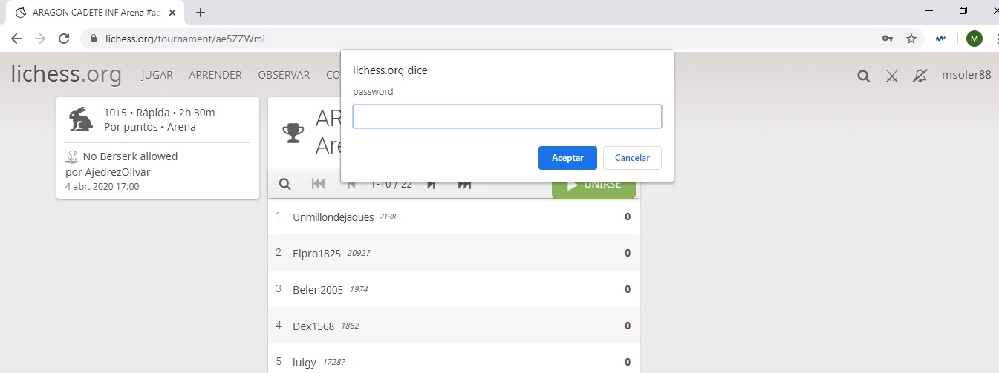 ARAGON CADETE INF Arena #ae
lichess.org/tournament/ae5ZZWmi
M
lichess.org dice
password
Aceptar
Cancelar
lichess.org
JUGAR
APRENDER
OBSERVAR
CO
msoler88
10+5 • Rápida • 2h 30m
Por puntos • Arena
No Berserk allowed
por AjedrezOlivar
4 abr. 2020 17:00
AR
Are
1-10 / 22
UNIRSE
1 Unmillondejaques 2138 0
2 Elpro1825 2092? 0
3 Belen2005 1974 0
4 Dex1568 1862 0
5 luigy 1728? 0